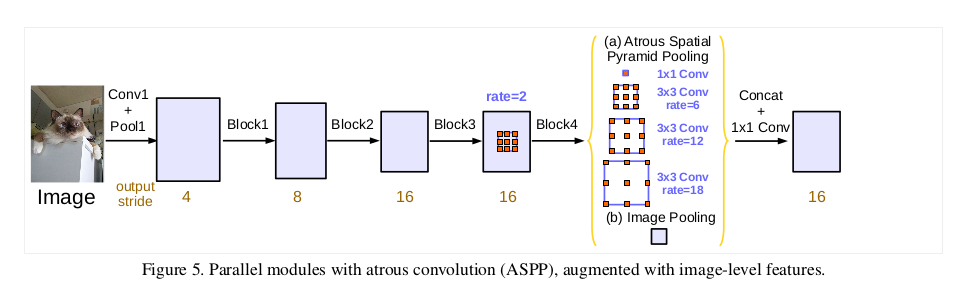 Image
Conv1
+
Pool1
output
stride
4
Block1
8
Block2
16
Block3
rate=2
16
Block4
(a) Atrous Spatial
Pyramid Pooling
1x1 Conv
3x3 Conv
rate=6
3x3 Conv
rate=12
3x3 Conv
rate=18
(b) Image Pooling
Concat
+
1x1 Conv
16
Figure 5. Parallel modules with atrous convolution (ASPP), augmented with image-level features.